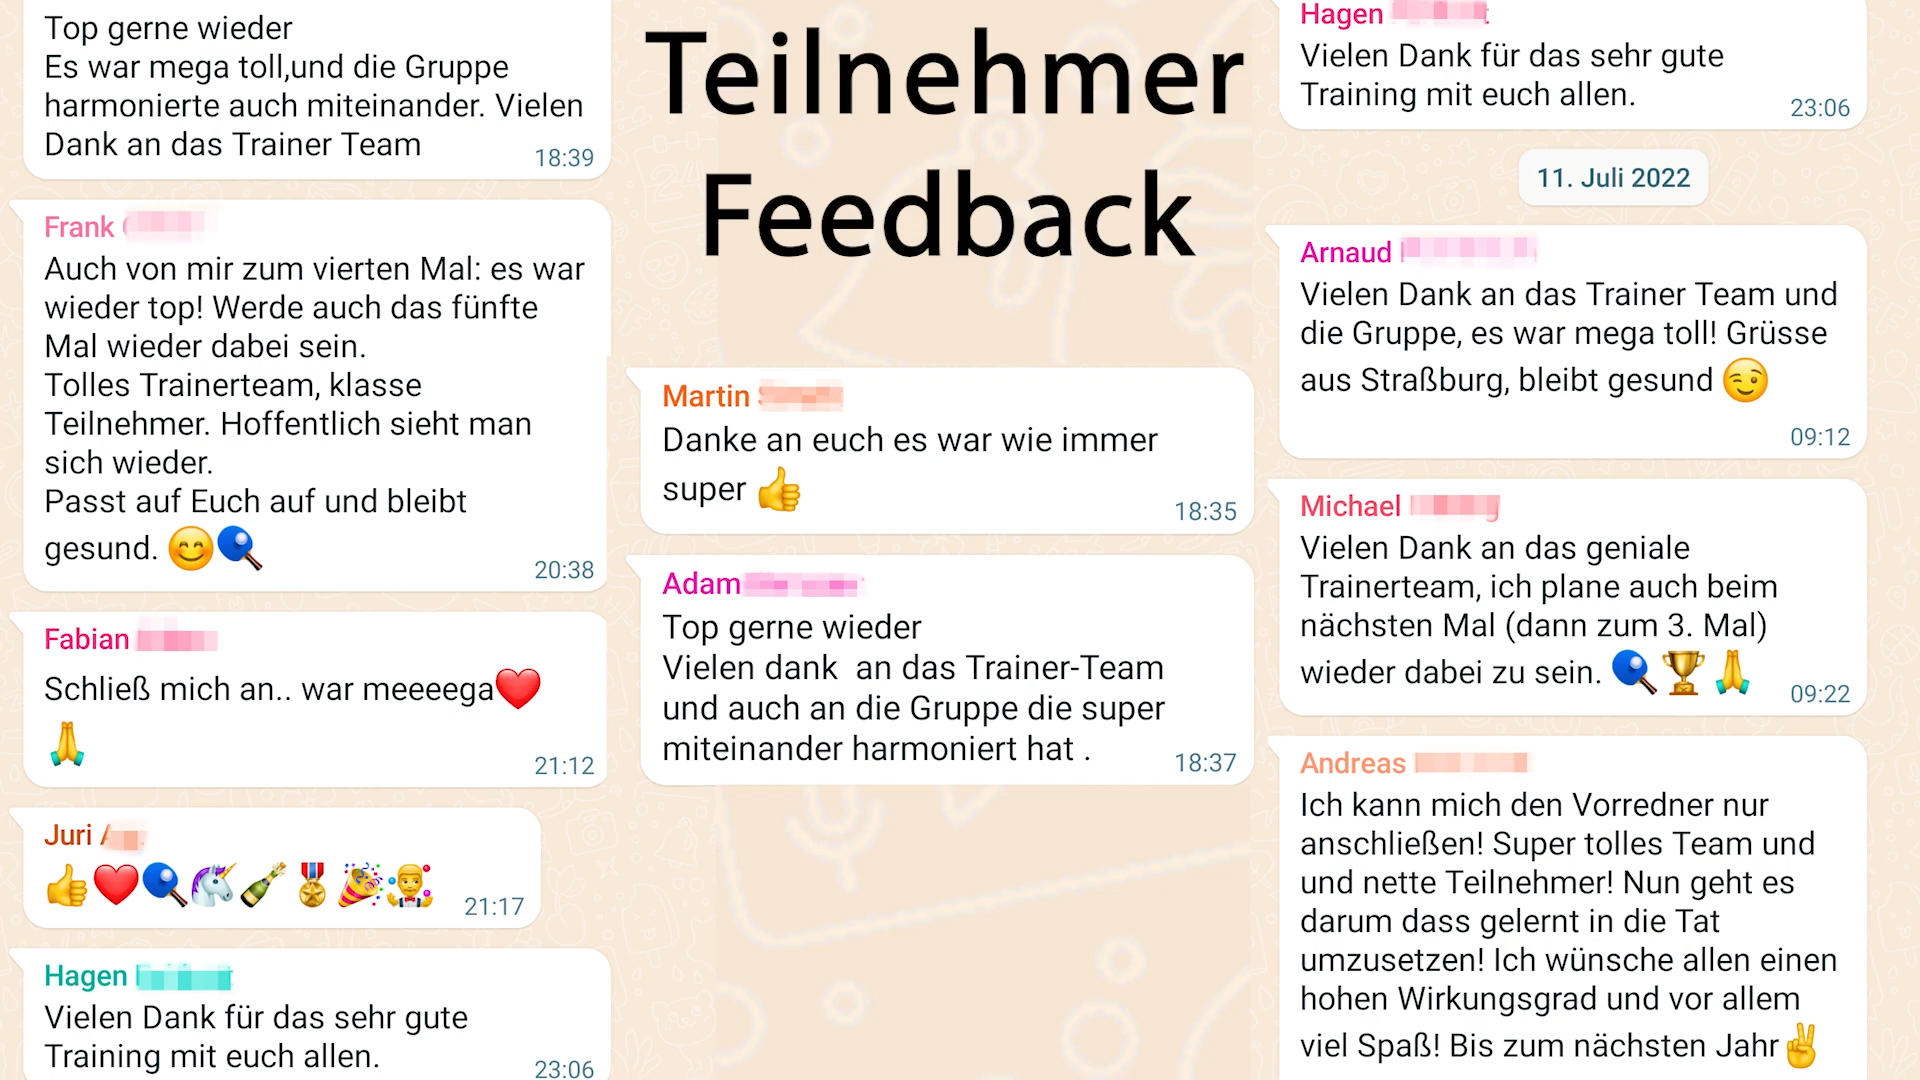 Top gerne wieder
Es war mega toll,und die Gruppe
harmonierte auch miteinander. Vielen
Dank an das Trainer Team
18:39
Frank
Auch von mir zum vierten Mal: es war
wieder top! Werde auch das fünfte
Mal wieder dabei sein.
Tolles Trainerteam, klasse
Teilnehmer. Hoffentlich sieht man
sich wieder.
Passt auf Euch auf und bleibt
gesund. 😊🏓
20:38
Fabian
Schließ mich an.. war meeeega❤️
🙏
21:12
Juri
👍❤️🏓🦄🍾🎖️🎉🤹‍♂️
21:17
Hagen
Vielen Dank für das sehr gute
Training mit euch allen.
23:06
Teilnehmer
Feedback
Martin
Danke an euch es war wie immer
super 👍
18:35
Adam
Top gerne wieder
Vielen dank  an das Trainer-Team
und auch an die Gruppe die super
miteinander harmoniert hat .
18:37
Hagen
Vielen Dank für das sehr gute
Training mit euch allen.
23:06
11. Juli 2022
Arnaud
Vielen Dank an das Trainer Team und
die Gruppe, es war mega toll! Grüsse
aus Straßburg, bleibt gesund 😉
09:12
Michael
Vielen Dank an das geniale
Trainerteam, ich plane auch beim
nächsten Mal (dann zum 3. Mal)
wieder dabei zu sein. 🏓🏆🙏
09:22
Andreas
Ich kann mich den Vorredner nur
anschließen! Super tolles Team und
und nette Teilnehmer! Nun geht es
darum dass gelernt in die Tat
umzusetzen! Ich wünsche allen einen
hohen Wirkungsgrad und vor allem
viel Spaß! Bis zum nächsten Jahr✌️